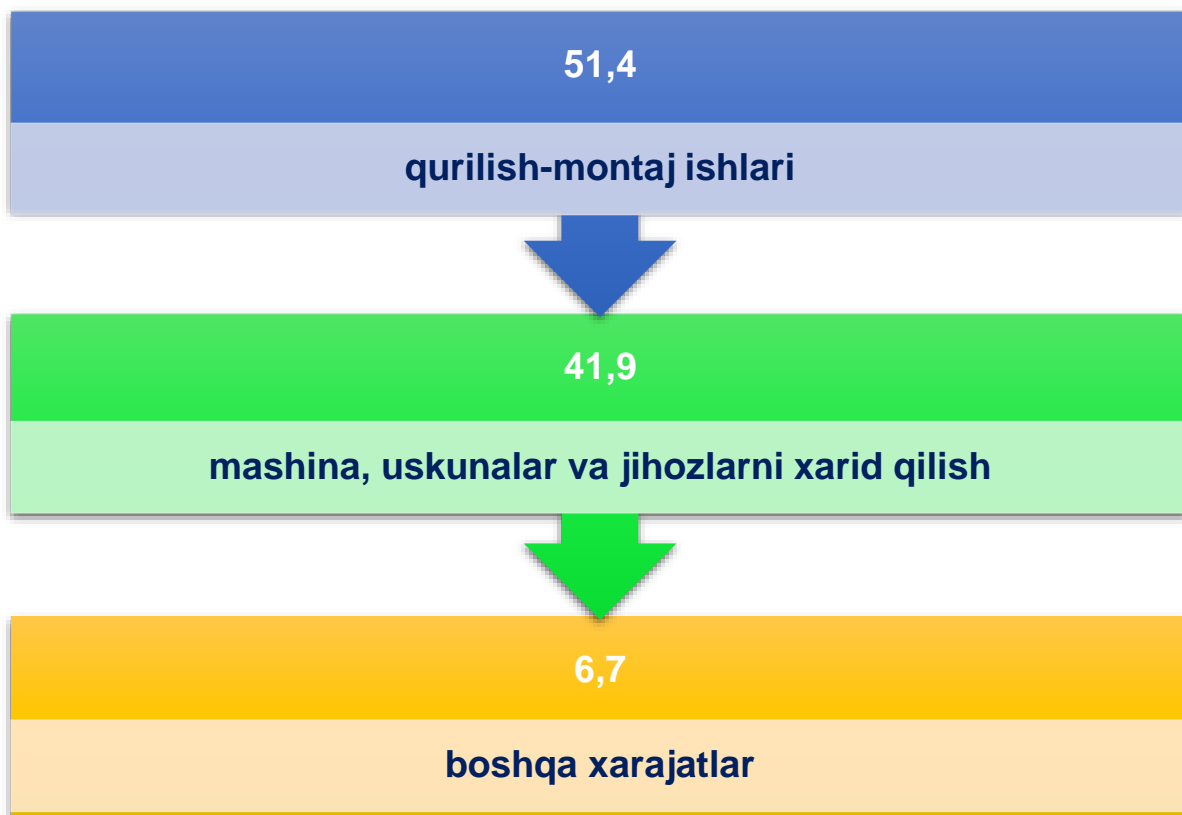 51,4
qurilish-montaj ishlari
41,9
mashina, uskunalar va jihozlarni xarid qilish
6,7
boshqa xarajatlar